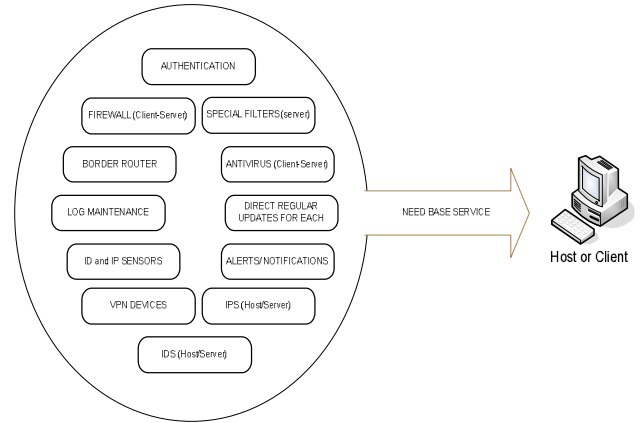 AUTHENTICATION
FIREWALL (Client-Server)
SPECIAL FILTERS (server)
BORDER ROUTER
ANTIVIRUS (Client-Server)
LOG MAINTENANCE
DIRECT REGULAR
UPDATES FOR EACH
NEED BASE SERVICE
ID and IP SENSORS
ALERTS/NOTIFICATIONS
Host or Client
VPN DEVICES
IPS (Host/Server)
IDS (Host/Server)